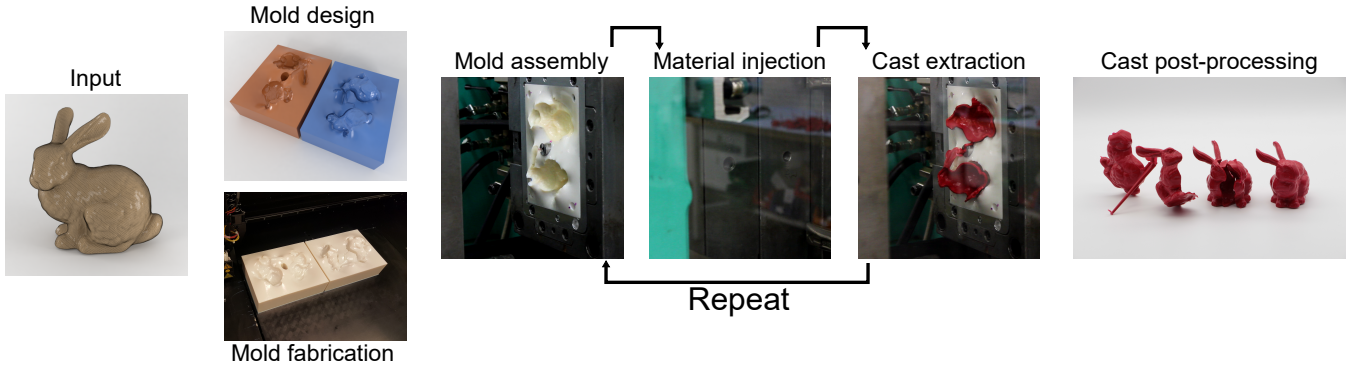 Input
Mold design
Mold fabrication
Mold assembly
Material injection
Cast extraction
Repeat
Cast post-processing